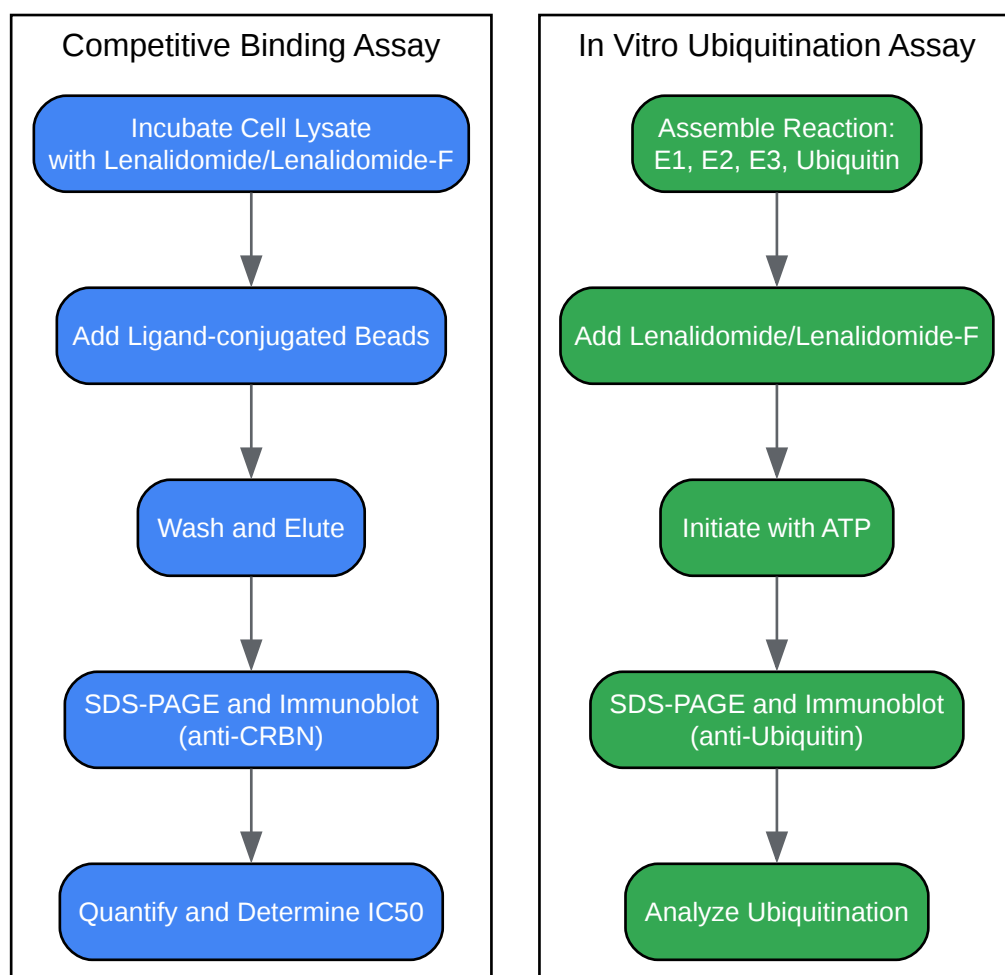 Competitive Binding Assay
Incubate Cell Lysate
with Lenalidomide/Lenalidomide-F
Add Ligand-conjugated Beads
Wash and Elute
SDS-PAGE and Immunoblot
(anti-CRBN)
Quantify and Determine IC50
In Vitro Ubiquitination Assay
Assemble Reaction:
E1, E2, E3, Ubiquitin
Add Lenalidomide/Lenalidomide-F
Initiate with ATP
SDS-PAGE and Immunoblot
(anti-Ubiquitin)
Analyze Ubiquitination